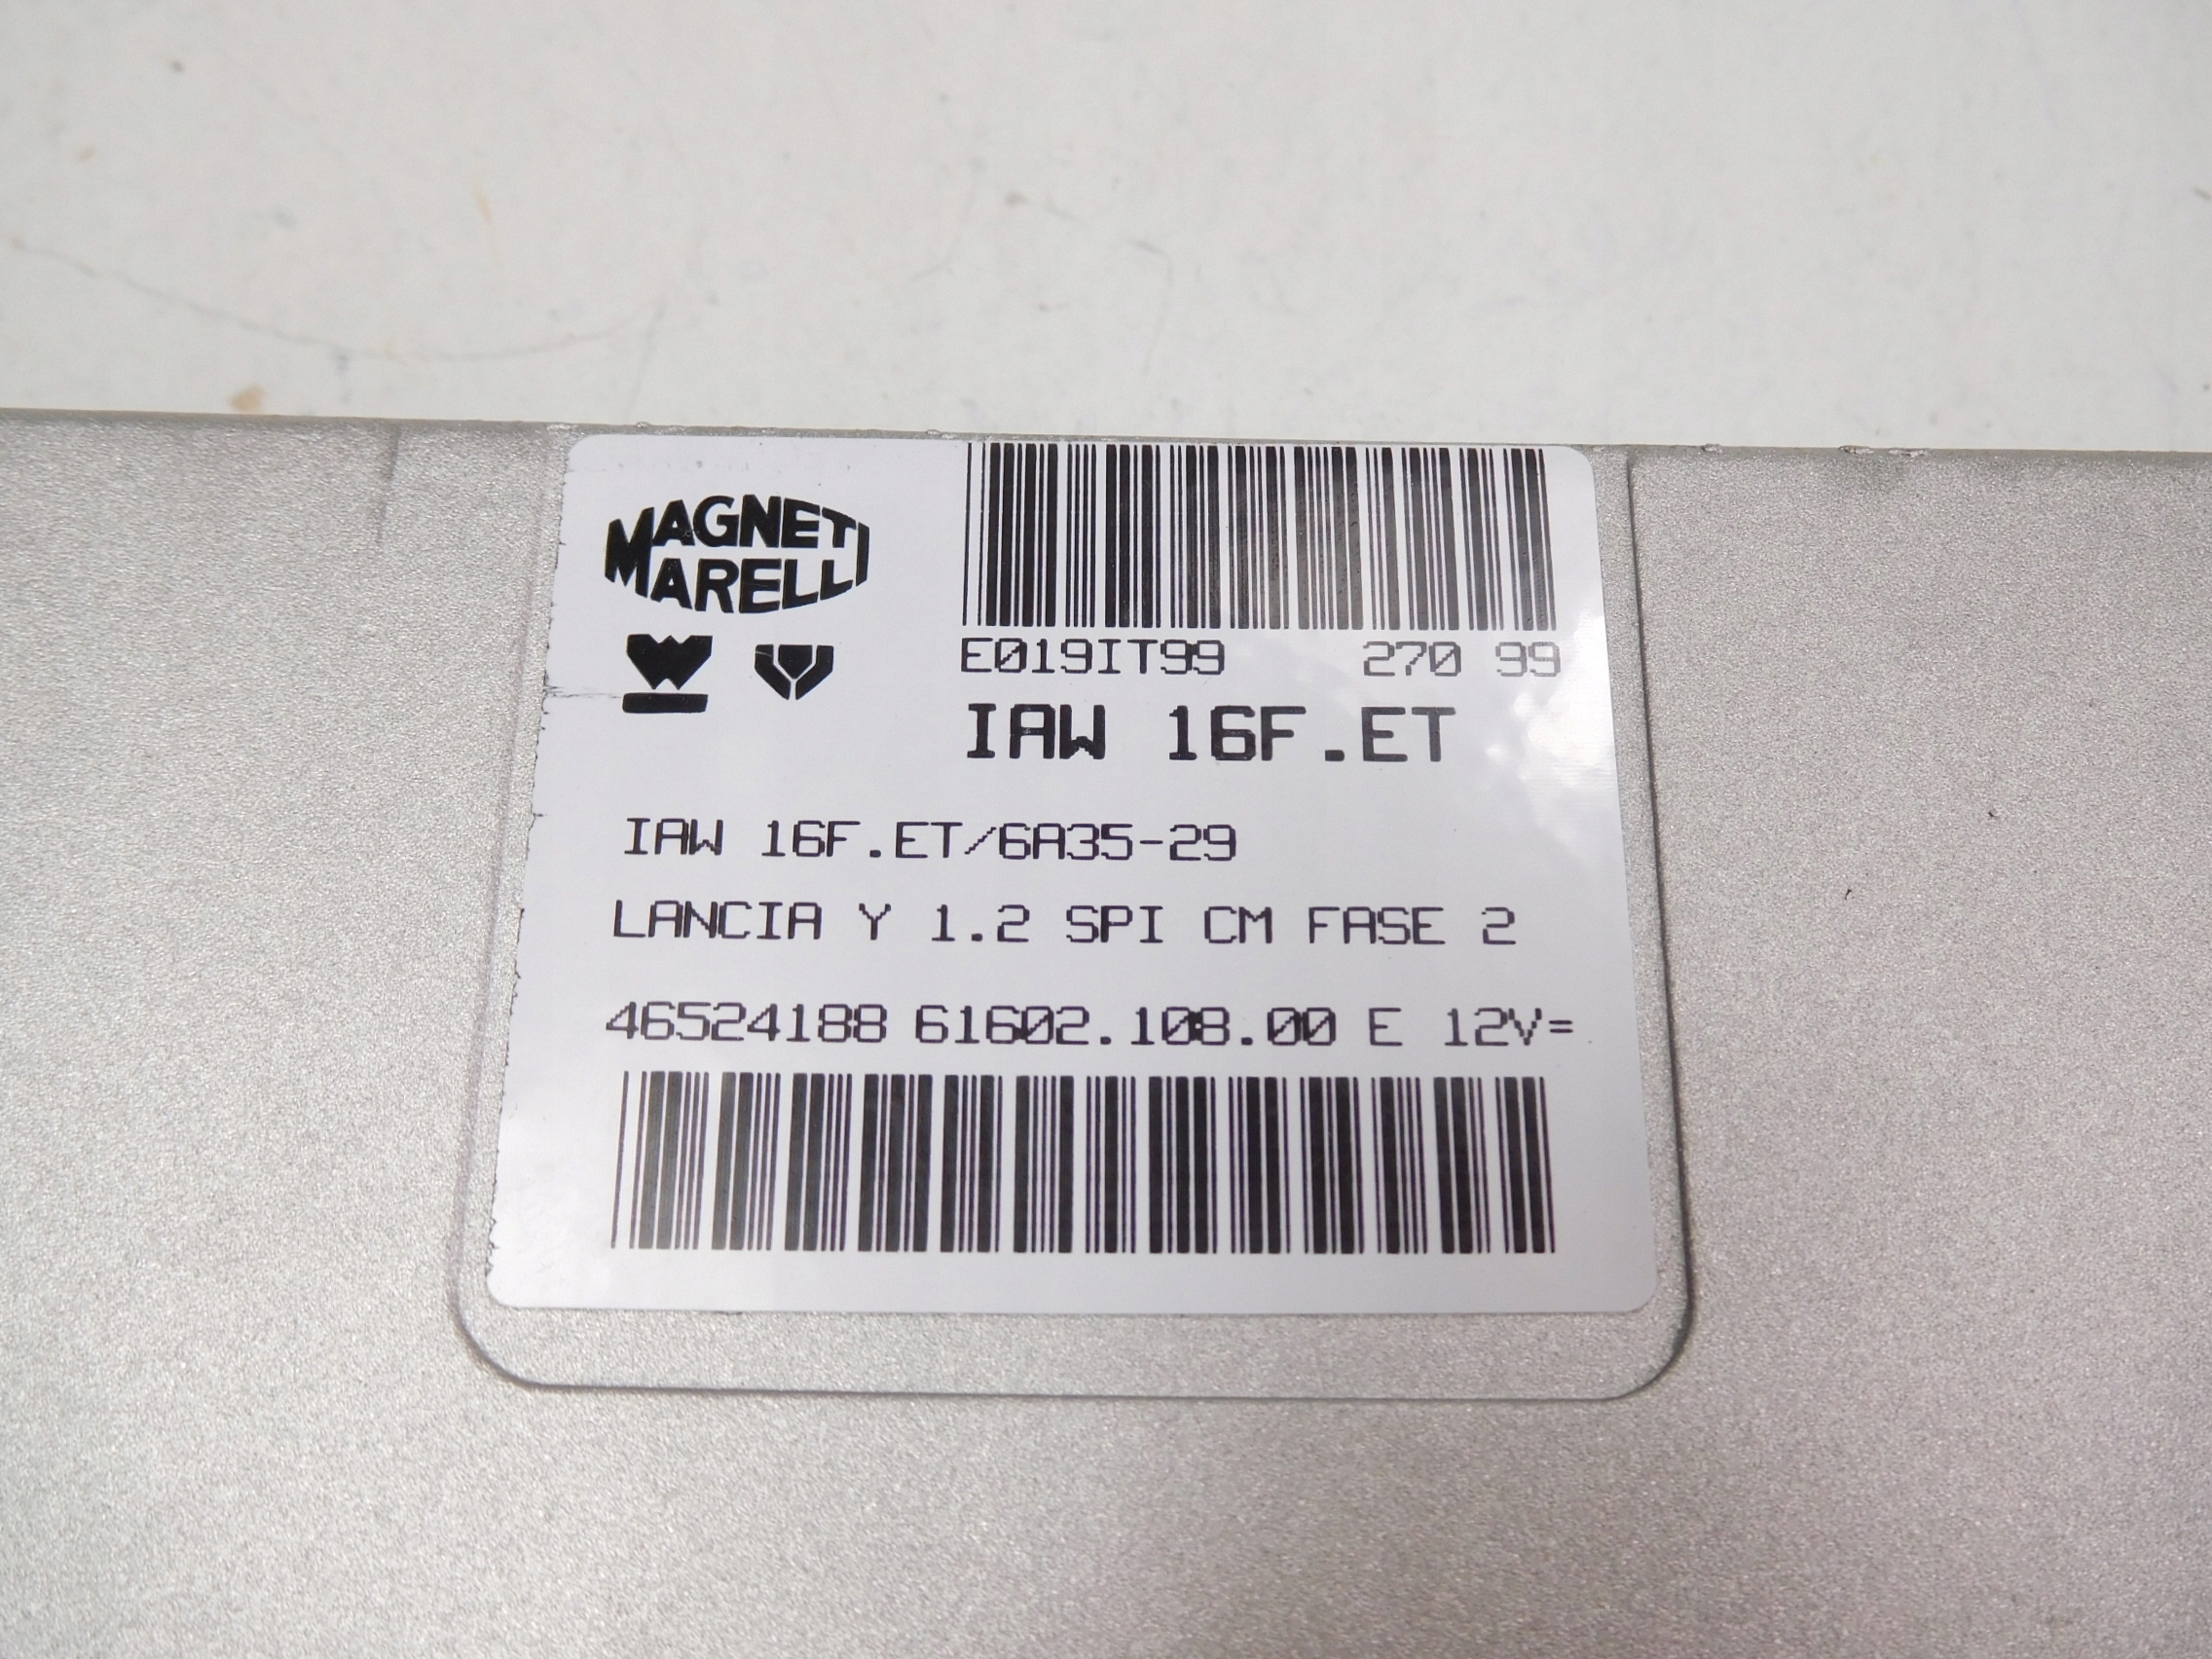 MAGNETI
MARELLI
E019IT99 270 99
IAW 16F.ET
IAW 16F.ET/6A35-29
LANCIA Y 1.2 SPI CM FASE 2
46524188 61602.108.00 E 12V=